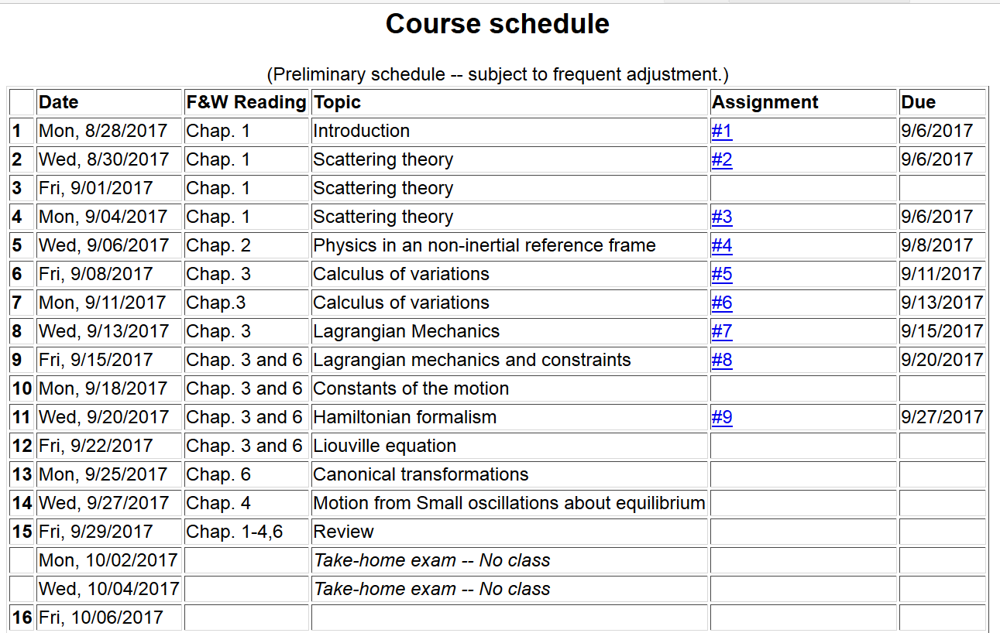 Course schedule
(Preliminary schedule -- subject to frequent adjustment.)
Date F&W Reading Topic Assignment Due
1 Mon, 8/28/2017 Chap. 1 Introduction #1 9/6/2017
2 Wed, 8/30/2017 Chap. 1 Scattering theory #2 9/6/2017
3 Fri, 9/01/2017 Chap. 1 Scattering theory
4 Mon, 9/04/2017 Chap. 1 Scattering theory #3 9/6/2017
5 Wed, 9/06/2017 Chap. 2 Physics in an non-inertial reference frame #4 9/8/2017
6 Fri, 9/08/2017 Chap. 3 Calculus of variations #5 9/11/2017
7 Mon, 9/11/2017 Chap.3 Calculus of variations #6 9/13/2017
8 Wed, 9/13/2017 Chap. 3 Lagrangian Mechanics #7 9/15/2017
9 Fri, 9/15/2017 Chap. 3 and 6 Lagrangian mechanics and constraints #8 9/20/2017
10 Mon, 9/18/2017 Chap. 3 and 6 Constants of the motion
11 Wed, 9/20/2017 Chap. 3 and 6 Hamiltonian formalism #9 9/27/2017
12 Fri, 9/22/2017 Chap. 3 and 6 Liouville equation
13 Mon, 9/25/2017 Chap. 6 Canonical transformations
14 Wed, 9/27/2017 Chap. 4 Motion from Small oscillations about equilibrium
15 Fri, 9/29/2017 Chap. 1-4,6 Review
Mon, 10/02/2017 Take-home exam -- No class
Wed, 10/04/2017 Take-home exam -- No class
16 Fri, 10/06/2017